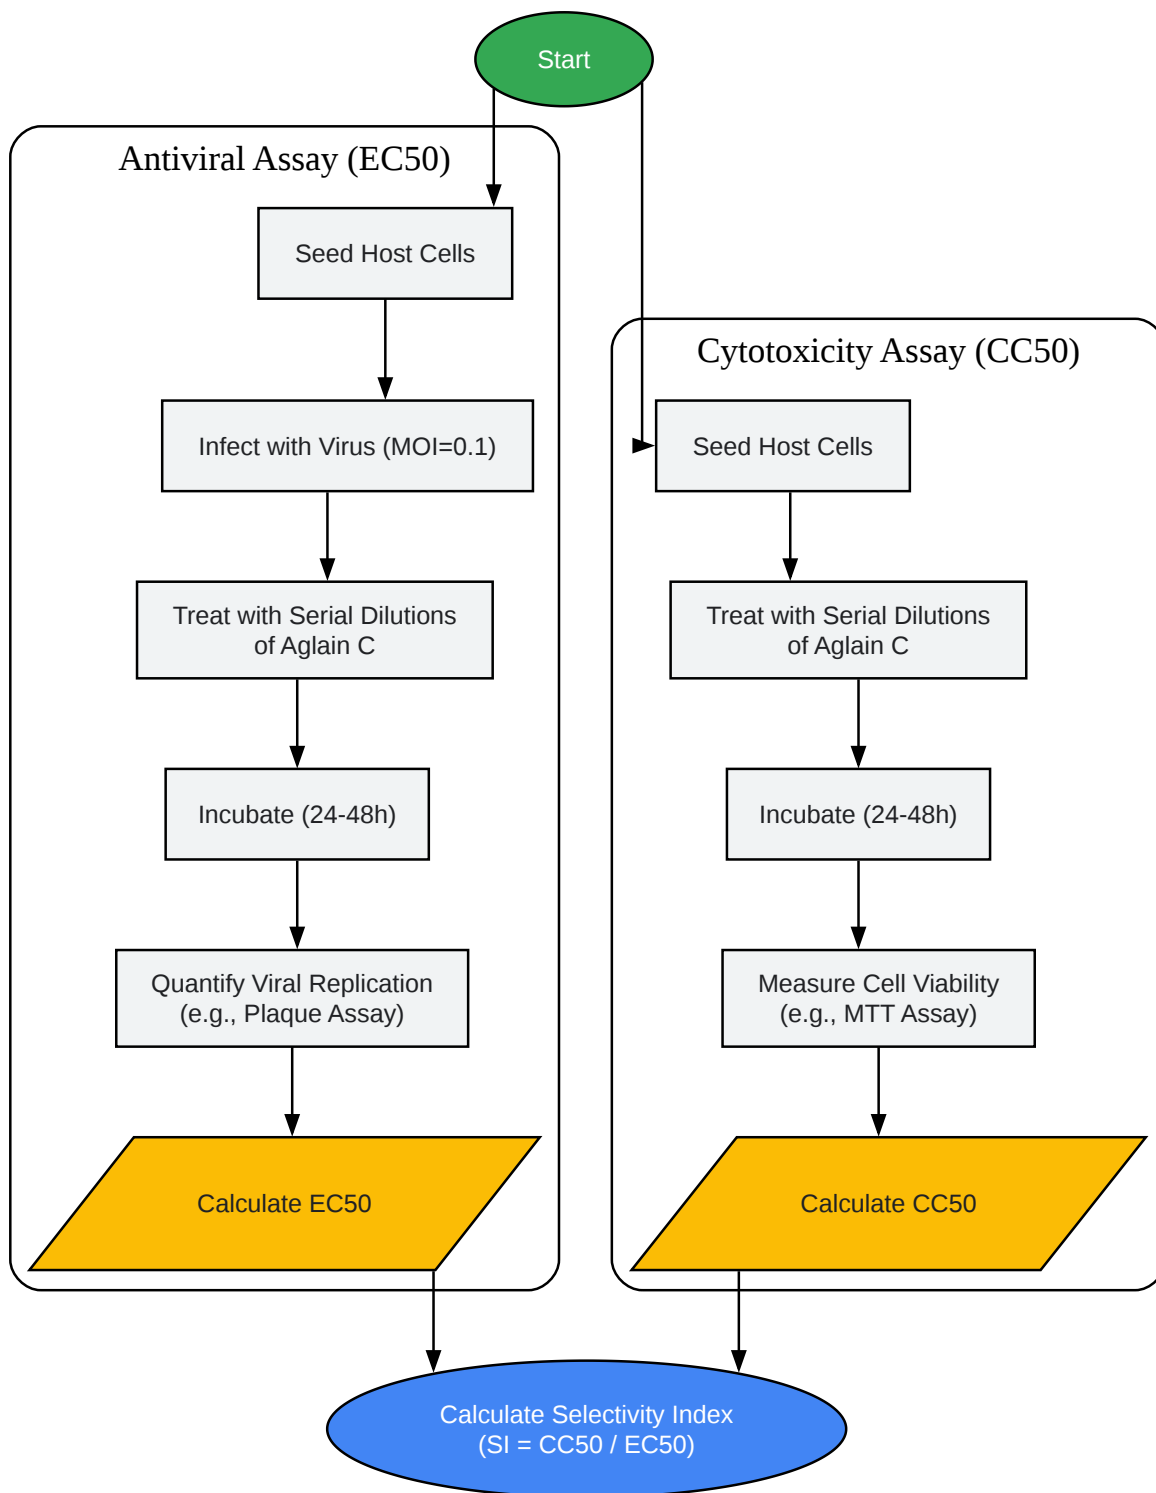 Start
Antiviral Assay (EC50)
Seed Host Cells
Infect with Virus (MOI=0.1)
Treat with Serial Dilutions
of Aglain C
Incubate (24-48h)
Quantify Viral Replication
(e.g., Plaque Assay)
Calculate EC50
Cytotoxicity Assay (CC50)
Seed Host Cells
Treat with Serial Dilutions
of Aglain C
Incubate (24-48h)
Measure Cell Viability
(e.g., MTT Assay)
Calculate CC50
Calculate Selectivity Index
(SI = CC50 / EC50)